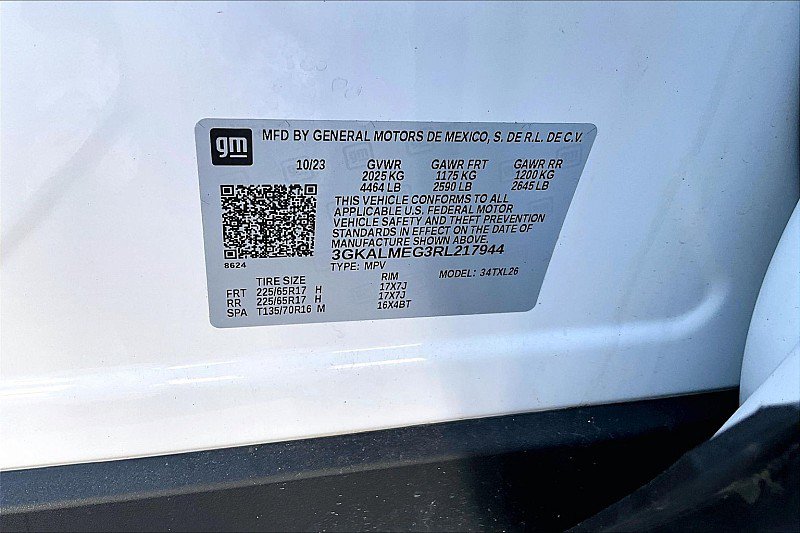 gm MFD BY GENERAL MOTORS DE MEXICO, S. DE R.L. DE C.V.
10/23 GVWR GAWR FRT GAWR RR
2025 KG 1175 KG 1200 KG
4464 LB 2590 LB 2645 LB
THIS VEHICLE CONFORMS TO ALL
APPLICABLE U.S. FEDERAL MOTOR
VEHICLE SAFETY AND THEFT PREVENTION
STANDARDS IN EFFECT ON THE DATE OF
MANUFACTURE SHOWN ABOVE.
3GKALMEG3RL217944
8624 TYPE: MPV MODEL: 34TXL26
TIRE SIZE RIM
FRT 225/65R17 H 17X7J
RR 225/65R17 H 17X7J
SPA T135/70R16 M 16X4BT